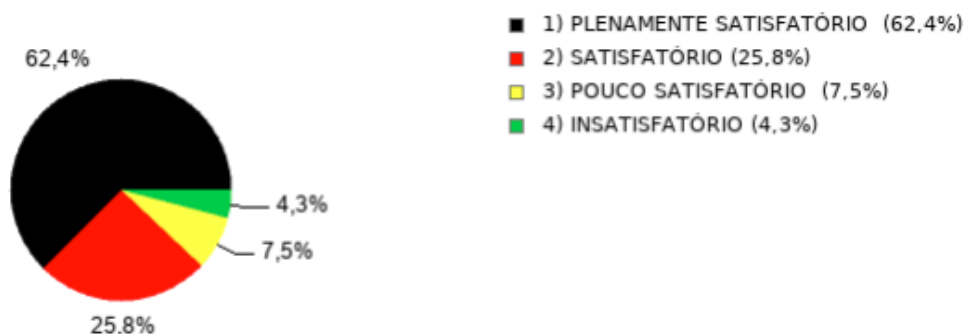 1) PLENAMENTE SATISFATÓRIO (62,4%)
2) SATISFATÓRIO (25,8%)
3) POUCO SATISFATÓRIO (7,5%)
4) INSATISFATÓRIO (4,3%)
62,4%
4,3%
7,5%
25,8%